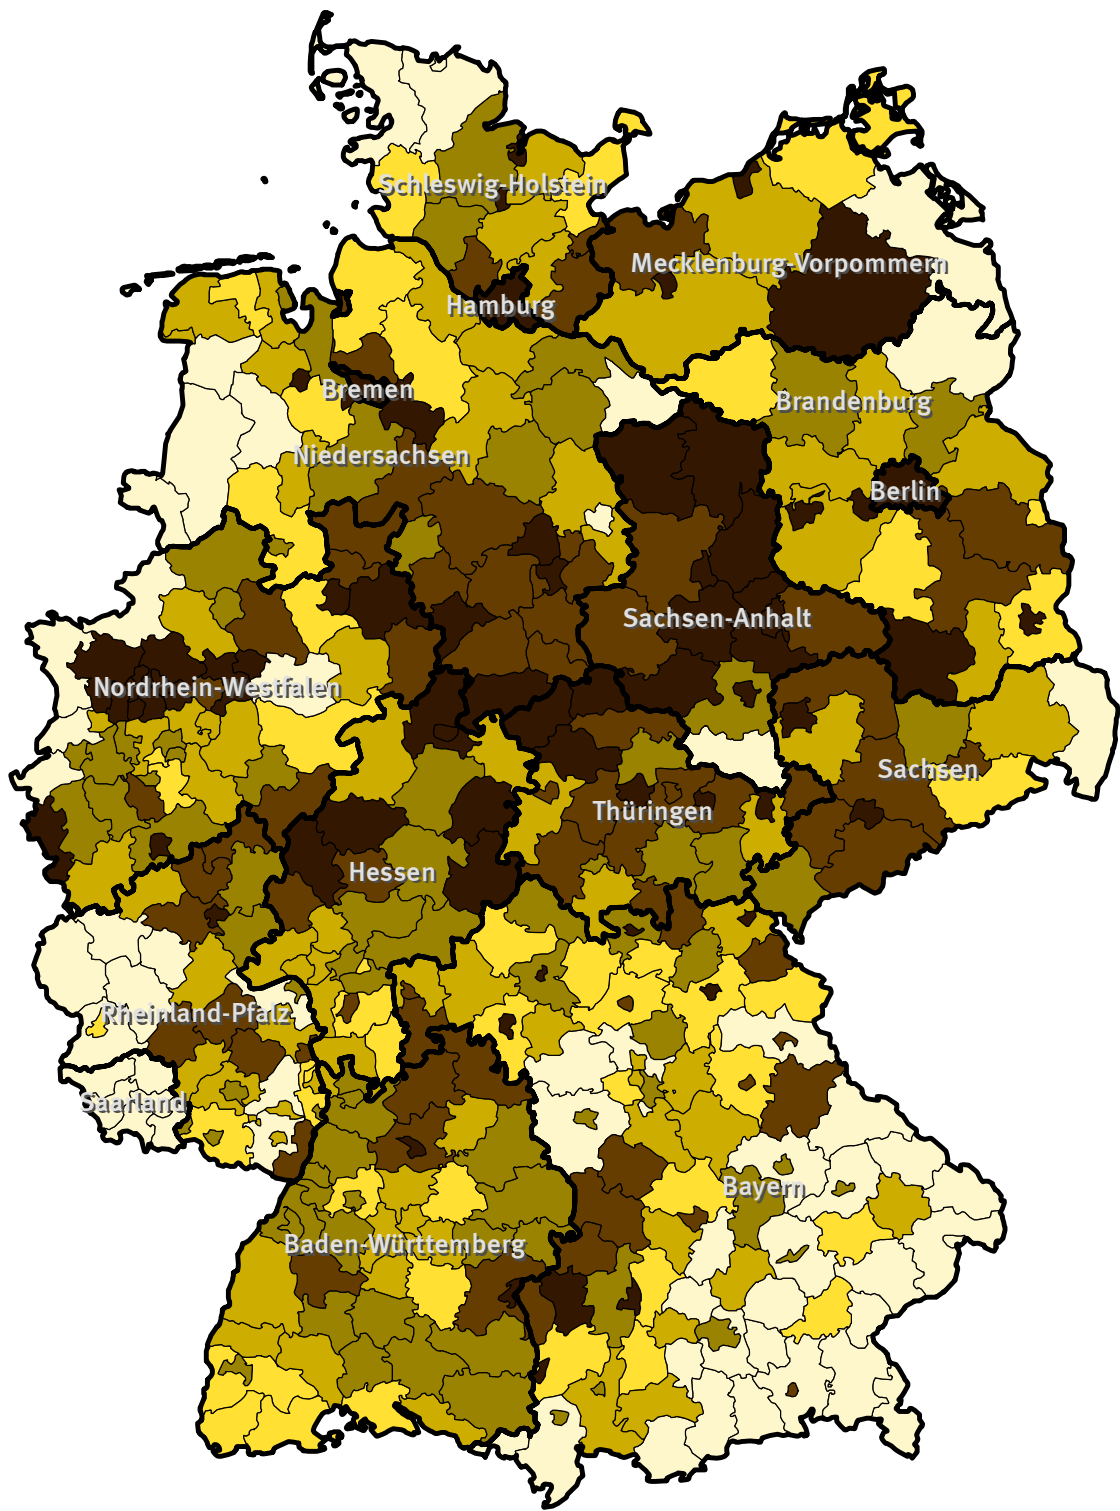 Schleswig-Holstein
Mecklenburg-Vorpommern
Hamburg
Bremen
Brandenburg
Niedersachsen
Berlin
Sachsen-Anhalt
Nordrhein-Westfalen
Sachsen
Thüringen
Hessen
Rheinland-Pfalz
Saarland
Bayern
Baden-Württemberg